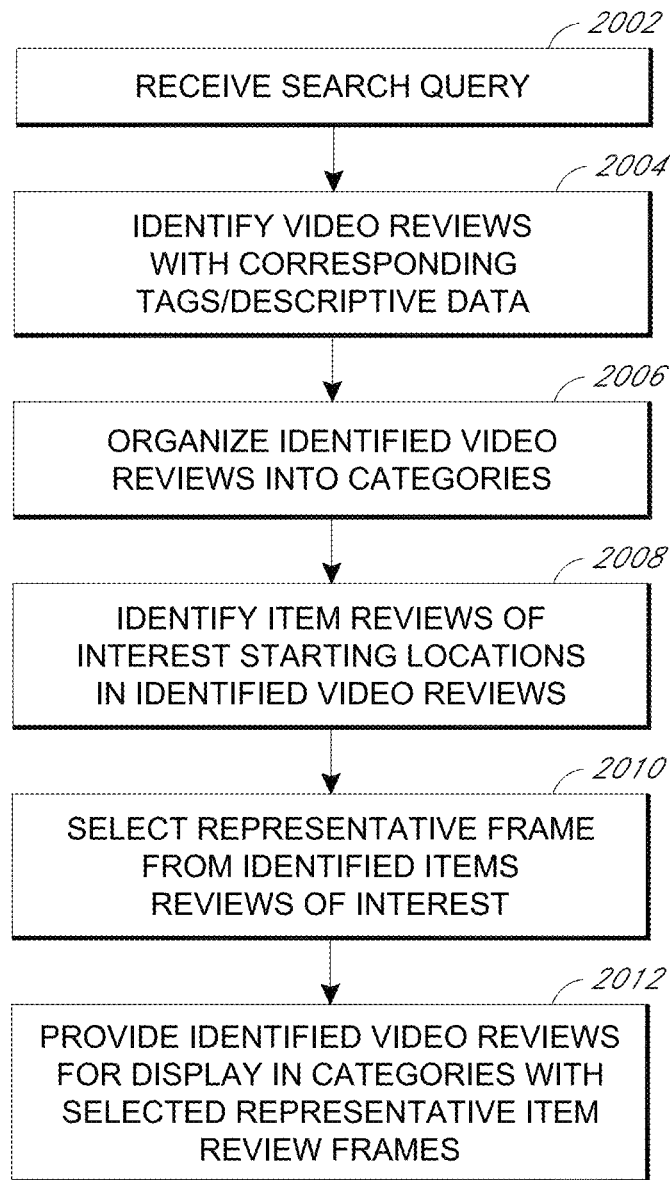 2002
RECEIVE SEARCH QUERY
2004
IDENTIFY VIDEO REVIEWS
WITH CORRESPONDING
TAGS/DESCRIPTIVE DATA
2006
ORGANIZE IDENTIFIED VIDEO
REVIEWS INTO CATEGORIES
2008
IDENTIFY ITEM REVIEWS OF
INTEREST STARTING LOCATIONS
IN IDENTIFIED VIDEO REVIEWS
2010
SELECT REPRESENTATIVE FRAME
FROM IDENTIFIED ITEMS
REVIEWS OF INTEREST
2012
PROVIDE IDENTIFIED VIDEO REVIEWS
FOR DISPLAY IN CATEGORIES WITH
SELECTED REPRESENTATIVE ITEM
REVIEW FRAMES